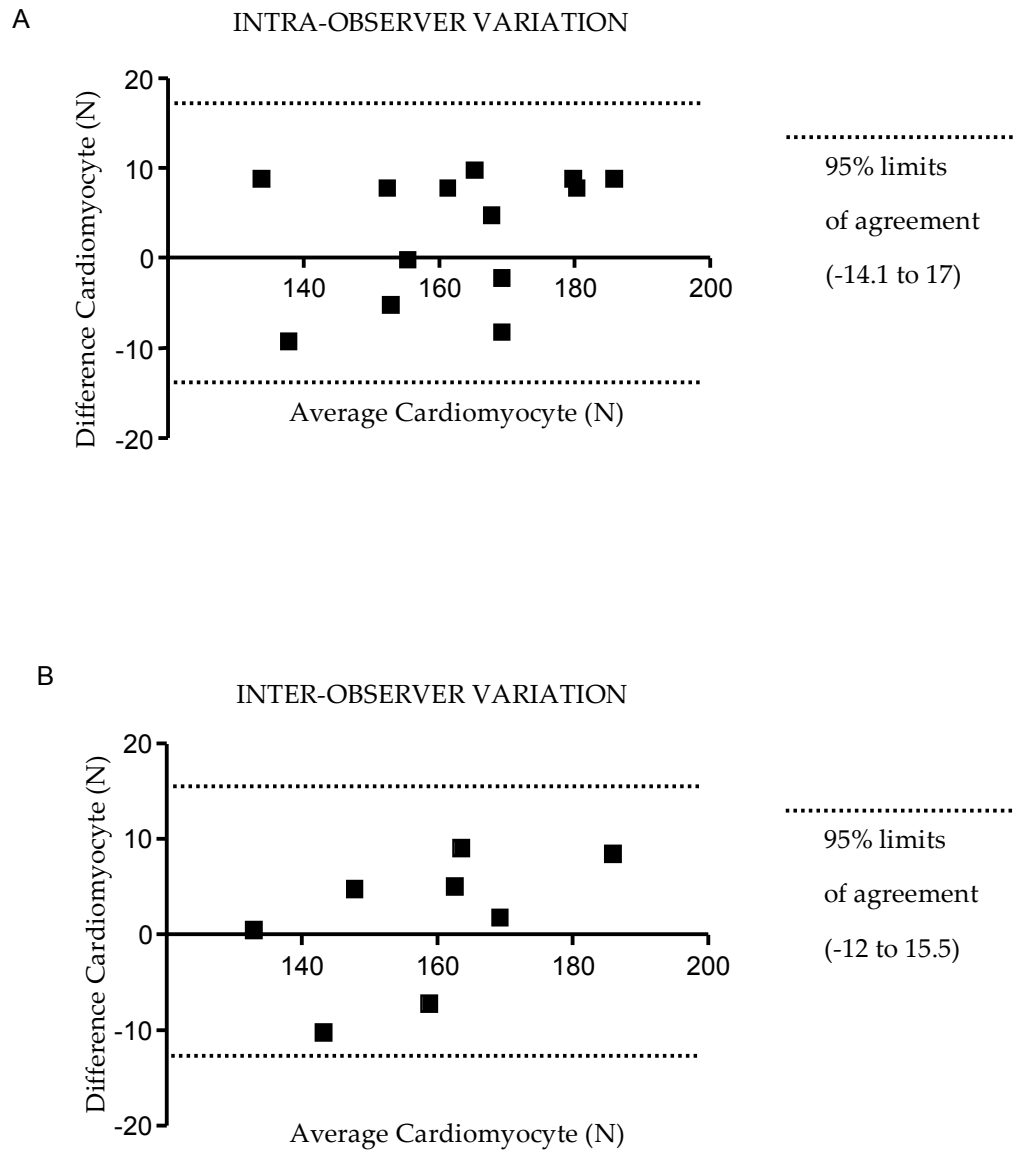 A
INTRA-OBSERVER VARIATION
Difference Cardiomyocyte (N)
20
10
0
-10
-20
140
160
180
200
Average Cardiomyocyte (N)
95% limits
of agreement
(-14.1 to 17)
B
INTER-OBSERVER VARIATION
Difference Cardiomyocyte (N)
20
10
0
-10
-20
140
160
180
200
Average Cardiomyocyte (N)
95% limits
of agreement
(-12 to 15.5)